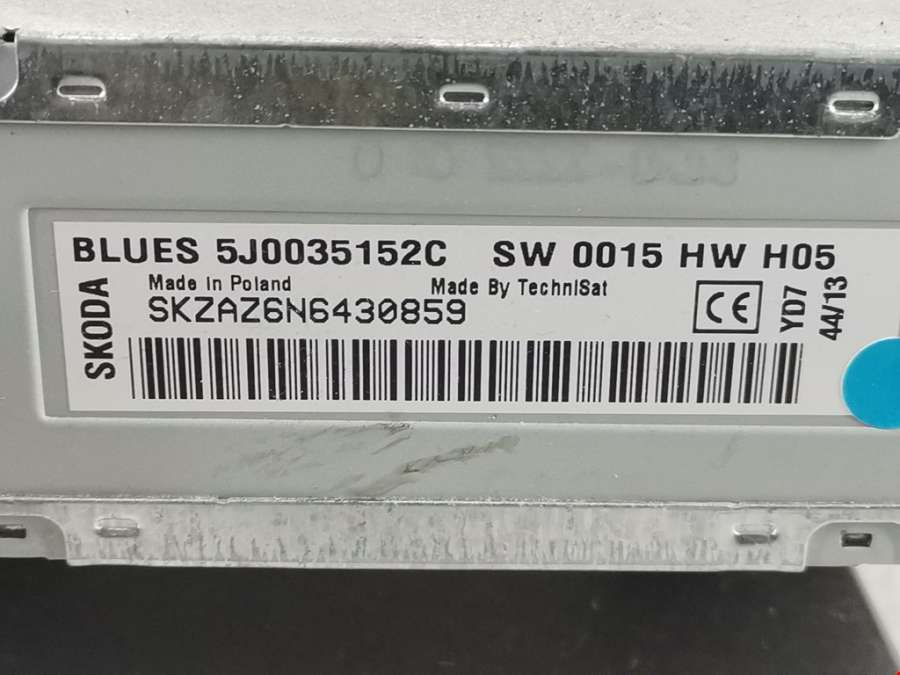 BLUES 5J0035152C SW 0015 HW H05
Made in Poland Made By TechniSat
SKZAZ6N6430859
SKODA
CE
YD7
44/13